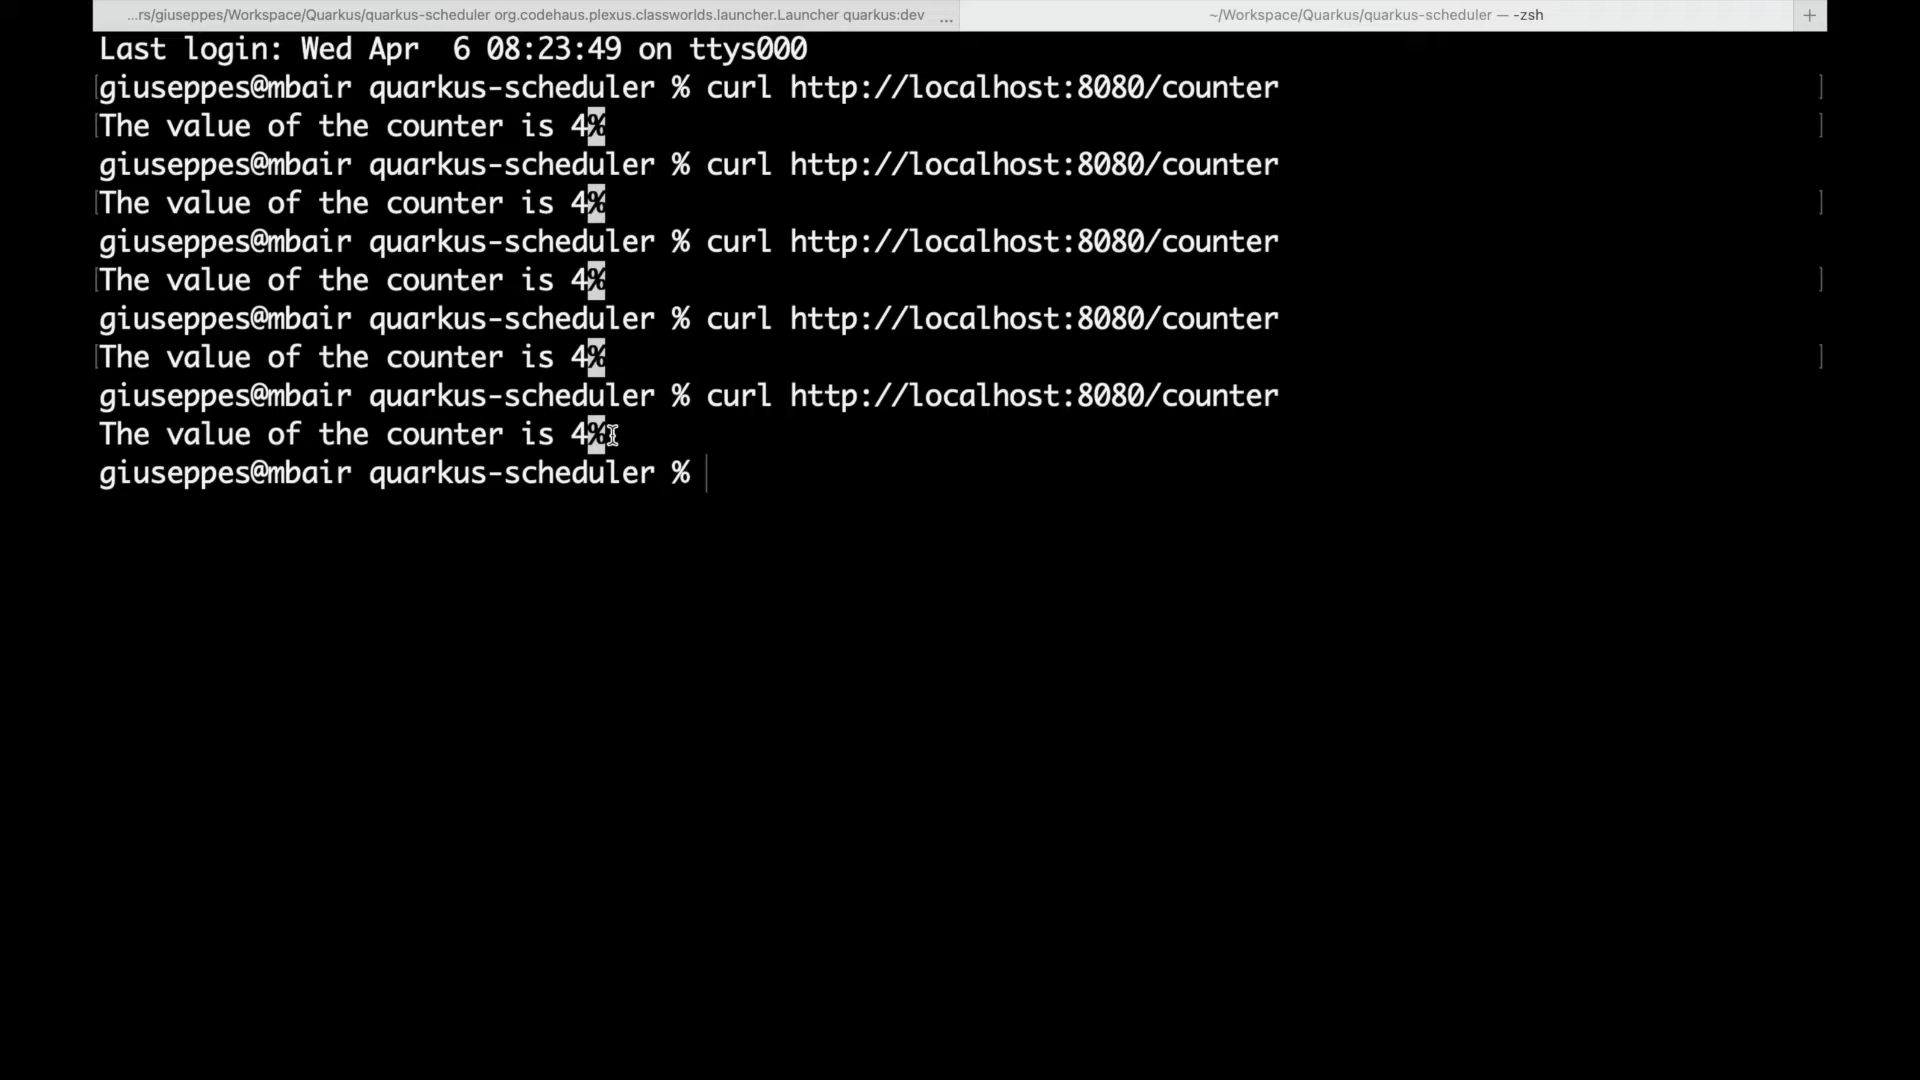 ...rs/giuseppes/Workspace/Quarkus/quarkus-scheduler org.codehaus.plexus.classworlds.launcher.Launcher quarkus:dev ...
~/Workspace/Quarkus/quarkus-scheduler — -zsh
+
Last login: Wed Apr  6 08:23:49 on ttys000
[giuseppes@mbair quarkus-scheduler % curl http://localhost:8080/counter ]
[The value of the counter is 4% ]
giuseppes@mbair quarkus-scheduler % curl http://localhost:8080/counter
[The value of the counter is 4% ]
giuseppes@mbair quarkus-scheduler % curl http://localhost:8080/counter
[The value of the counter is 4% ]
giuseppes@mbair quarkus-scheduler % curl http://localhost:8080/counter
[The value of the counter is 4% ]
giuseppes@mbair quarkus-scheduler % curl http://localhost:8080/counter
The value of the counter is 4%
giuseppes@mbair quarkus-scheduler %